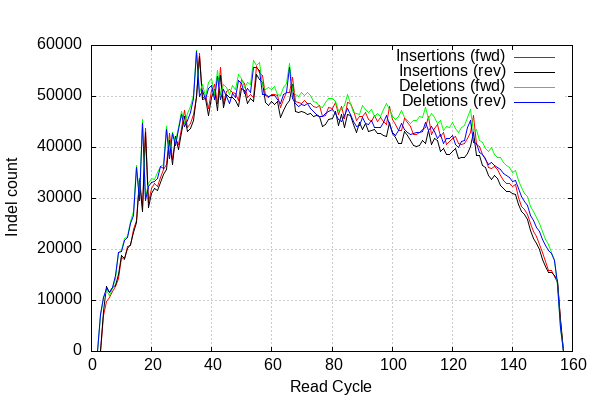 60000
50000
40000
30000
20000
10000
0
Indel count
Insertions (fwd)
Insertions (rev)
Deletions (fwd)
Deletions (rev)
0 20 40 60 80 100 120 140 160
Read Cycle